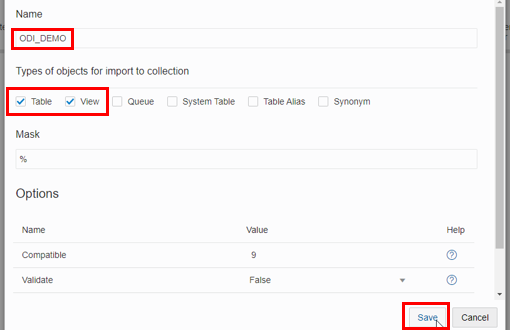 Name
ODI_DEMO
Types of objects for import to collection
Table View Queue System Table Table Alias Synonym
Mask
%
Options
Name Value Help
Compatible 9 ?
Validate False ?
Save Cancel